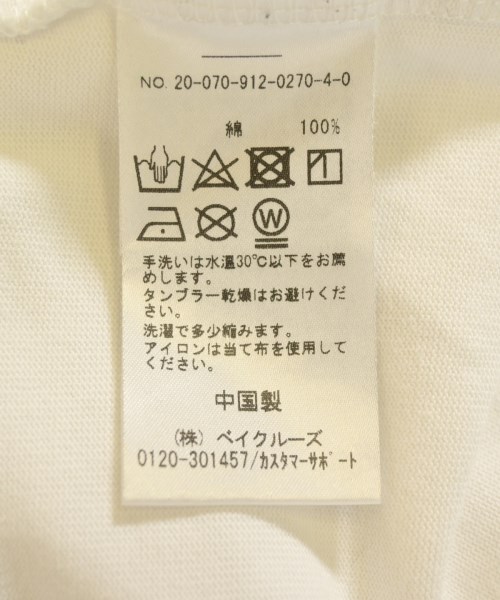 NO. 20-070-912-0270-4-0
綿 100%
W
手洗いは水温30℃以下をお薦
めします。
タンブラー乾燥はお避けくだ
さい。
洗濯で多少縮みます。
アイロンは当て布を使用して
ください。
中国製
(株) ベイクルーズ
0120-301457/ｶｽﾀﾏｰｻﾎﾟｰﾄ